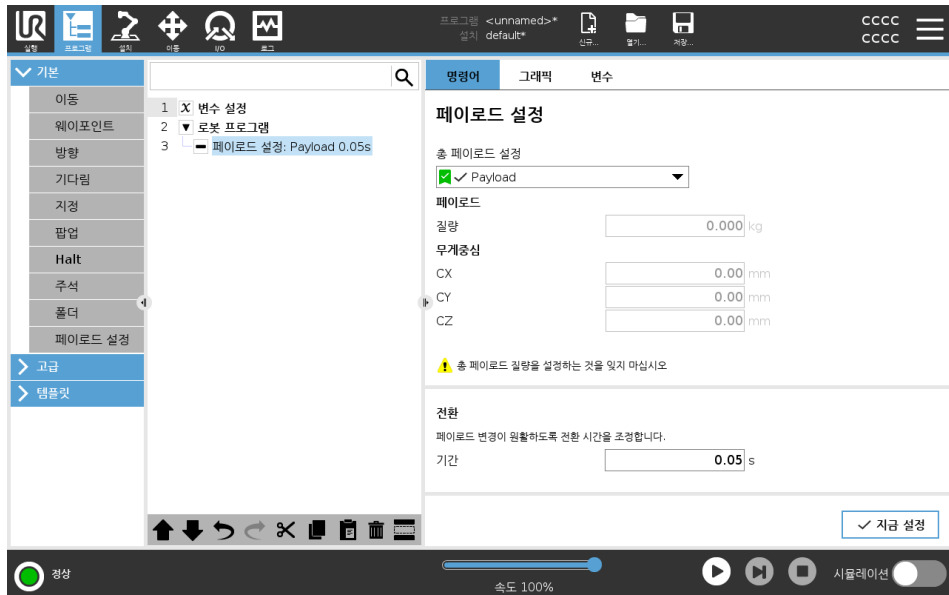 UR
실행
프로그램
설치
이동
I/O
로그
프로그램 <unnamed>*
설치 default*
신규...
열기...
저장...
CCCC
CCCC
기본
이동
웨이포인트
방향
기다림
지정
팝업
Halt
주석
폴더
페이로드 설정
고급
템플릿
1 X 변수 설정
2 로봇 프로그램
3 페이로드 설정: Payload 0.05s
명령어 그래픽 변수
페이로드 설정
총 페이로드 설정
Payload
페이로드
질량 0.000 kg
무게중심
CX 0.00 mm
CY 0.00 mm
CZ 0.00 mm
총 페이로드 질량을 설정하는 것을 잊지 마십시오
전환
페이로드 변경이 원활하도록 전환 시간을 조정합니다.
기간 0.05 s
지금 설정
정상
속도 100%
시뮬레이션